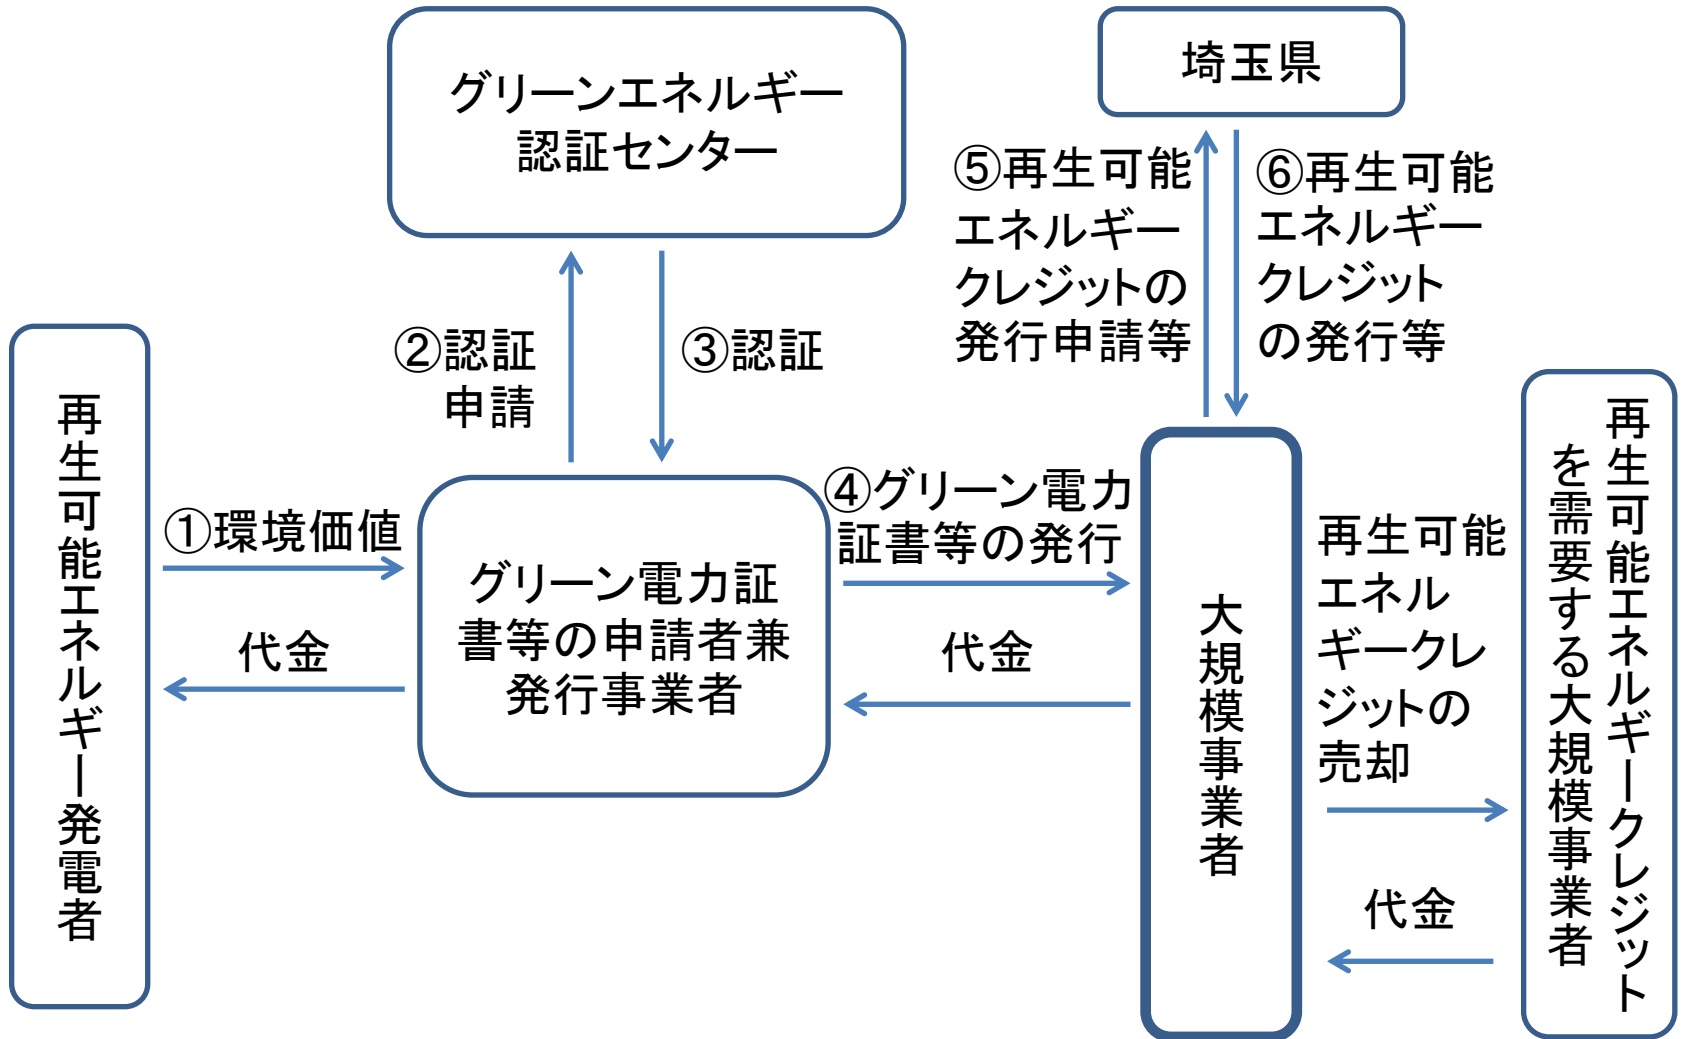 グリーンエネルギー
認証センター
埼玉県
⑤再生可能
エネルギー
クレジットの
発行申請等
⑥再生可能
エネルギー
クレジット
の発行等
②認証
申請
③認証
再生可能エネルギー発電者
①環境価値
代金
グリーン電力証
書等の申請者兼
発行事業者
④グリーン電力
証書等の発行
代金
大規模事業者
再生可能
エネル
ギークレ
ジットの
売却
代金
再生可能エネルギークレジット
を需要する大規模事業者